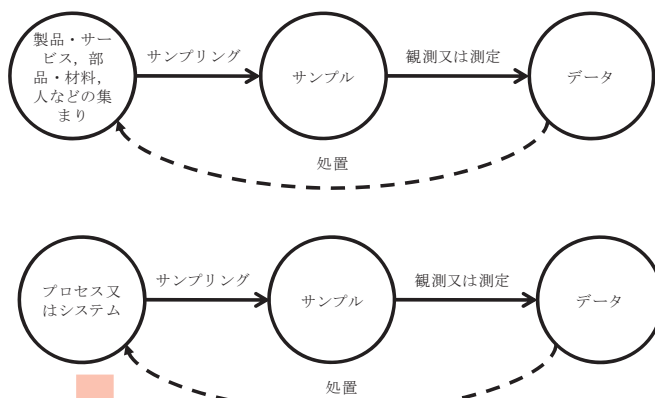 製品・サー
ビス，部
品・材料，
人などの集
まり
サンプリング
サンプル
観測又は測定
データ
処置
プロセス又
はシステム
サンプリング
サンプル
観測又は測定
データ
処置